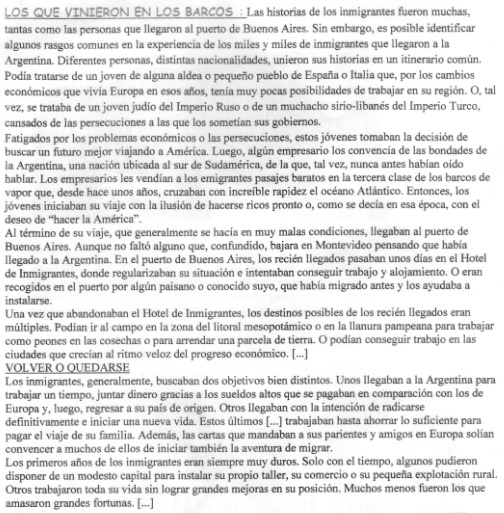 LOS QUE VINIERON EN LOS BARCOS : Las historias de los inmigrantes fueron muchas,
tantas como las personas que llegaron al puerto de Buenos Aires. Sin embargo, es posible identificar
algunos rasgos comunes en la experiencia de los miles y miles de inmigrantes que llegaron a la
Argentina. Diferentes personas, distintas nacionalidades, unieron sus historias en un itinerario común.
Podía tratarse de un joven de alguna aldea o pequeño pueblo de España o Italia que, por los cambios
económicos que vivía Europa en esos años, tenía muy pocas posibilidades de trabajar en su región. O, tal
vez, se trataba de un joven judío del Imperio Ruso o de un muchacho sirio-libanés del Imperio Turco,
cansados de las persecuciones a las que los sometían sus gobiernos.
Fatigados por los problemas económicos o las persecuciones, estos jóvenes tomaban la decisión de
buscar un futuro mejor viajando a América. Luego, algún empresario los convencía de las bondades de
la Argentina, una nación ubicada al sur de Sudamérica, de la que, tal vez, nunca antes habían oído
hablar. Los empresarios les vendían a los emigrantes pasajes baratos en la tercera clase de los barcos de
vapor que, desde hace unos años, cruzaban con increíble rapidez el océano Atlántico. Entonces, los
jóvenes iniciaban su viaje con la ilusión de hacerse ricos pronto o, como se decía en esa época, con el
deseo de “hacer la América”.
Al término de su viaje, que generalmente se hacía en muy malas condiciones, llegaban al puerto de
Buenos Aires. Aunque no faltó alguno que, confundido, bajara en Montevideo pensando que había
llegado a la Argentina. En el puerto de Buenos Aires, los recién llegados pasaban unos días en el Hotel
de Inmigrantes, donde regularizaban su situación e intentaban conseguir trabajo y alojamiento. O eran
recogidos en el puerto por algún paisano o conocido suyo, que había migrado antes y los ayudaba a
instalarse.
Una vez que abandonaban el Hotel de Inmigrantes, los destinos posibles de los recién llegados eran
múltiples. Podían ir al campo en la zona del litoral mesopotámico o en la llanura pampeana para trabajar
como peones en las cosechas o para arrendar una parcela de tierra. O podían conseguir trabajo en las
ciudades que crecían al ritmo veloz del progreso económico. [...]
VOLVER O QUEDARSE
Los inmigrantes, generalmente, buscaban dos objetivos bien distintos. Unos llegaban a la Argentina para
trabajar un tiempo, juntar dinero gracias a los sueldos altos que se pagaban en comparación con los de
Europa y, luego, regresar a su país de origen. Otros llegaban con la intención de radicarse
definitivamente e iniciar una nueva vida. Estos últimos [...] trabajaban hasta ahorrar lo suficiente para
pagar el viaje de su familia. Además, las cartas que mandaban a sus parientes y amigos en Europa solían
convencer a muchos de ellos de iniciar también la aventura de migrar.
Los primeros años de los inmigrantes eran siempre muy duros. Solo con el tiempo, algunos pudieron
disponer de un modesto capital para instalar su propio taller, su comercio o su pequeña explotación rural.
Otros trabajaron toda su vida sin lograr grandes mejoras en su posición. Muchos menos fueron los que
amasaron grandes fortunas. [...]